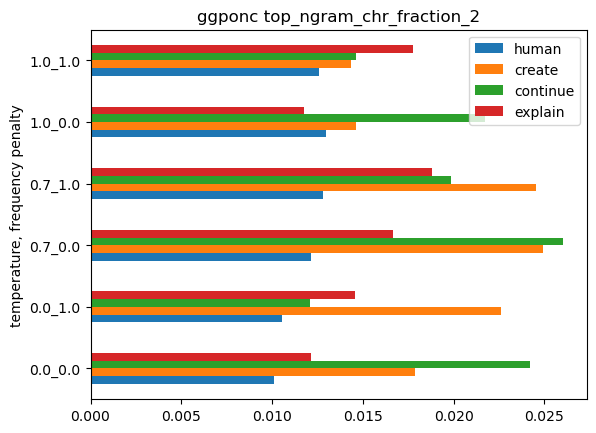 ggponc top_ngram_chr_fraction_2
human
create
continue
explain
temperature, frequency penalty
1.0_1.0
1.0_0.0
0.7_1.0
0.7_0.0
0.0_1.0
0.0_0.0
0.000 0.005 0.010 0.015 0.020 0.025